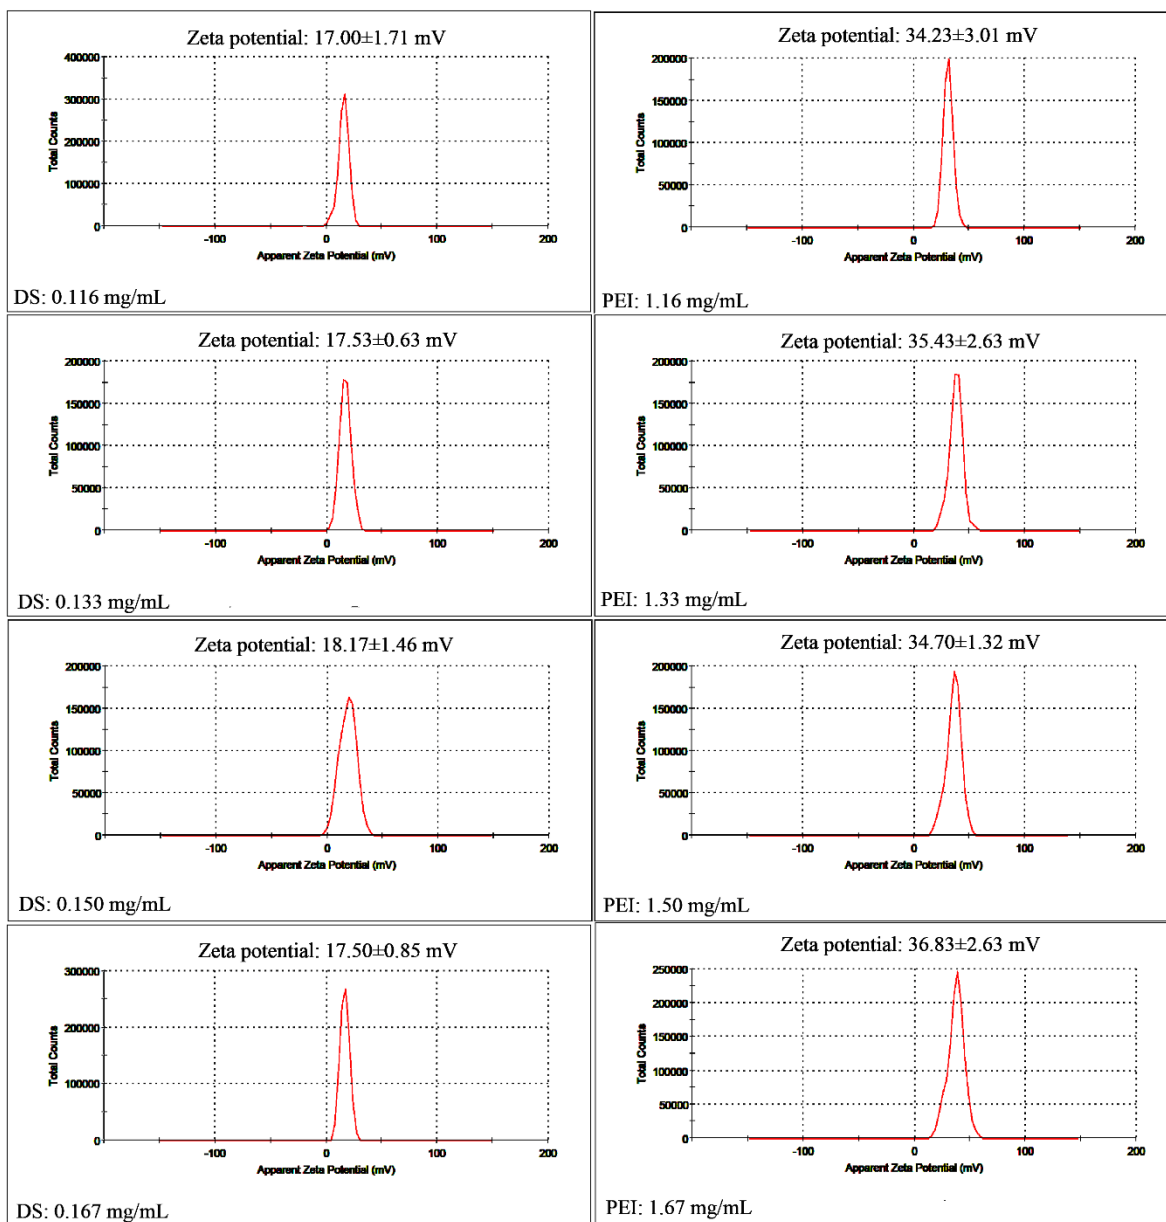 Zeta potential: 17.00±1.71 mV
400000
300000
200000
100000
0
Total Counts
-100 0 100 200
Apparent Zeta Potential (mV)
DS: 0.116 mg/mL
Zeta potential: 34.23±3.01 mV
200000
150000
100000
50000
0
Total Counts
-100 0 100 200
Apparent Zeta Potential (mV)
PEI: 1.16 mg/mL
Zeta potential: 17.53±0.63 mV
200000
150000
100000
50000
0
Total Counts
-100 0 100 200
Apparent Zeta Potential (mV)
DS: 0.133 mg/mL
Zeta potential: 35.43±2.63 mV
200000
150000
100000
50000
0
Total Counts
-100 0 100 200
Apparent Zeta Potential (mV)
PEI: 1.33 mg/mL
Zeta potential: 18.17±1.46 mV
200000
150000
100000
50000
0
Total Counts
-100 0 100 200
Apparent Zeta Potential (mV)
DS: 0.150 mg/mL
Zeta potential: 34.70±1.32 mV
200000
150000
100000
50000
0
Total Counts
-100 0 100 200
Apparent Zeta Potential (mV)
PEI: 1.50 mg/mL
Zeta potential: 17.50±0.85 mV
300000
200000
100000
0
Total Counts
-100 0 100 200
Apparent Zeta Potential (mV)
DS: 0.167 mg/mL
Zeta potential: 36.83±2.63 mV
250000
200000
150000
100000
50000
0
Total Counts
-100 0 100 200
Apparent Zeta Potential (mV)
PEI: 1.67 mg/mL